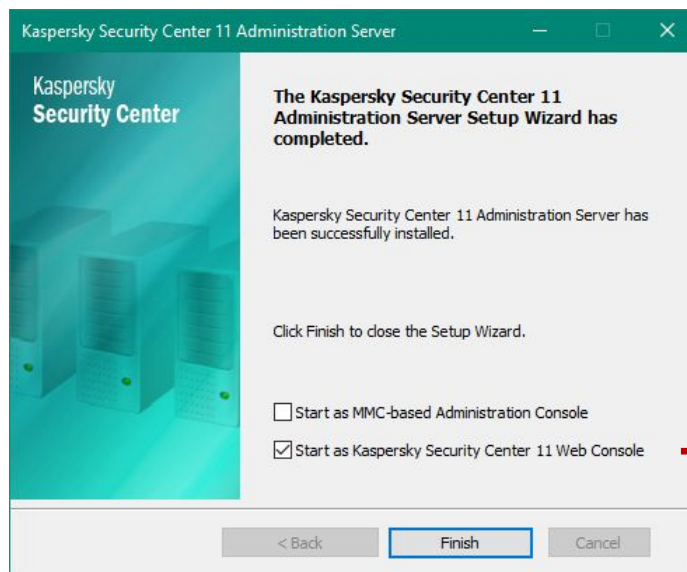 Kaspersky Security Center 11 Administration Server
Kaspersky
Security Center
The Kaspersky Security Center 11
Administration Server Setup Wizard has
completed.
Kaspersky Security Center 11 Administration Server has
been successfully installed.
Click Finish to close the Setup Wizard.
Start as MMC-based Administration Console
Start as Kaspersky Security Center 11 Web Console
< Back
Finish
Cancel